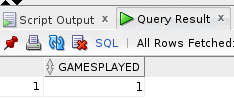 Script Output x Query Result x
SQL | All Rows Fetched:
GAMESPLAYED
1 1